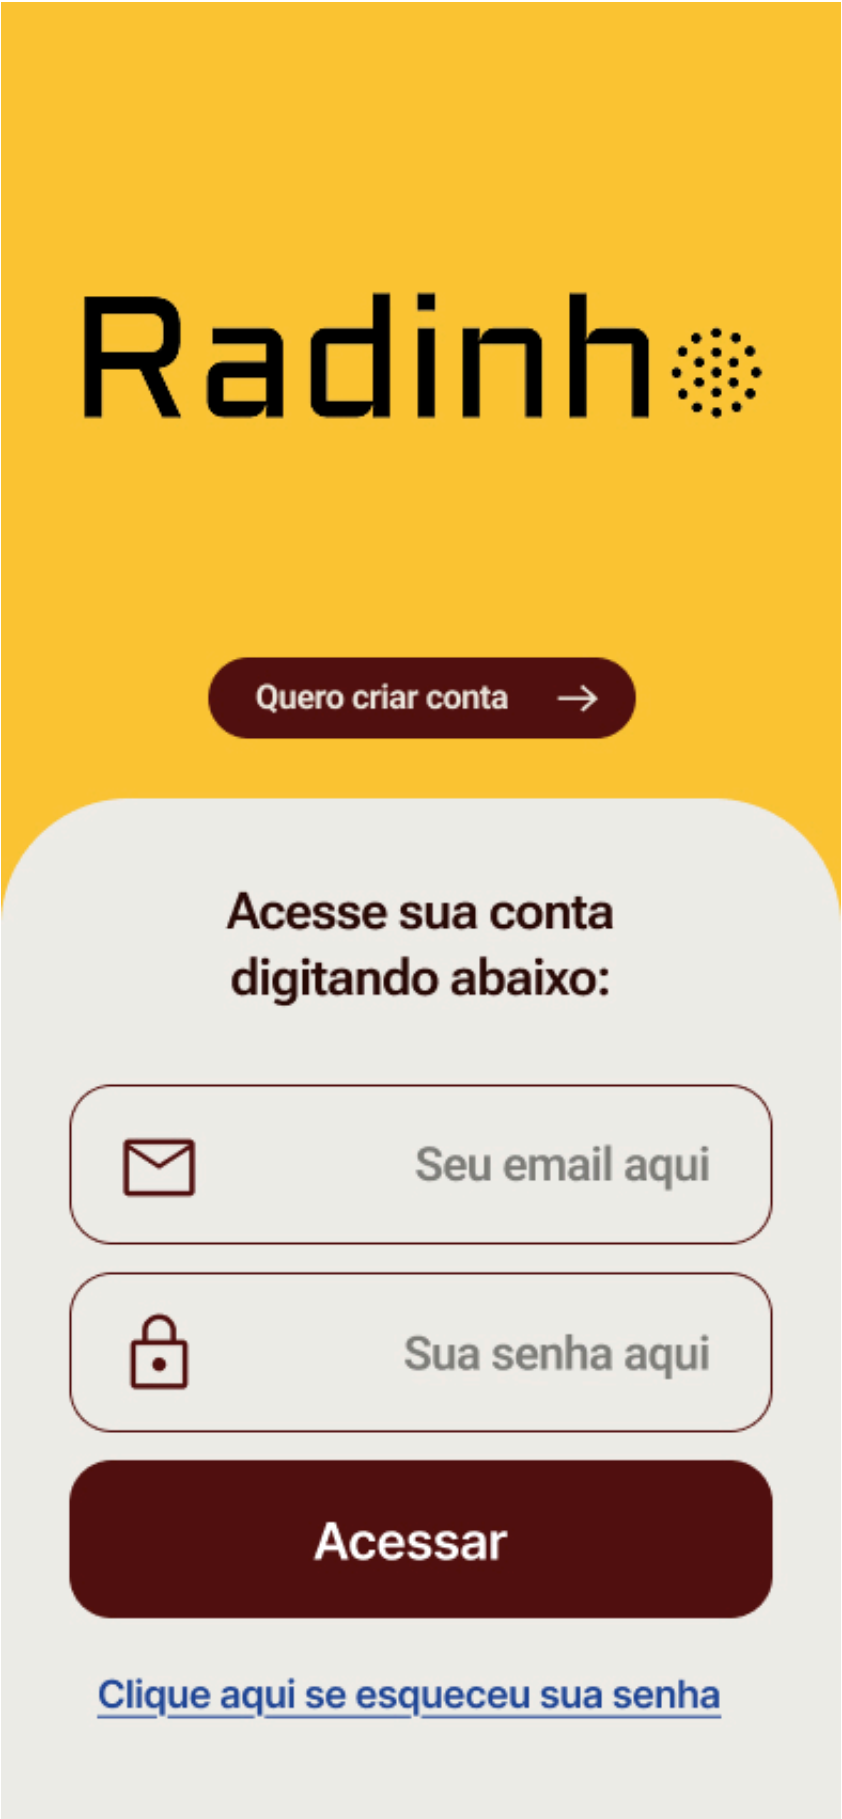 Radinho
Quero criar conta
Acesse sua conta
digitando abaixo:
Seu email aqui
Sua senha aqui
Acessar
Clique aqui se esqueceu sua senha